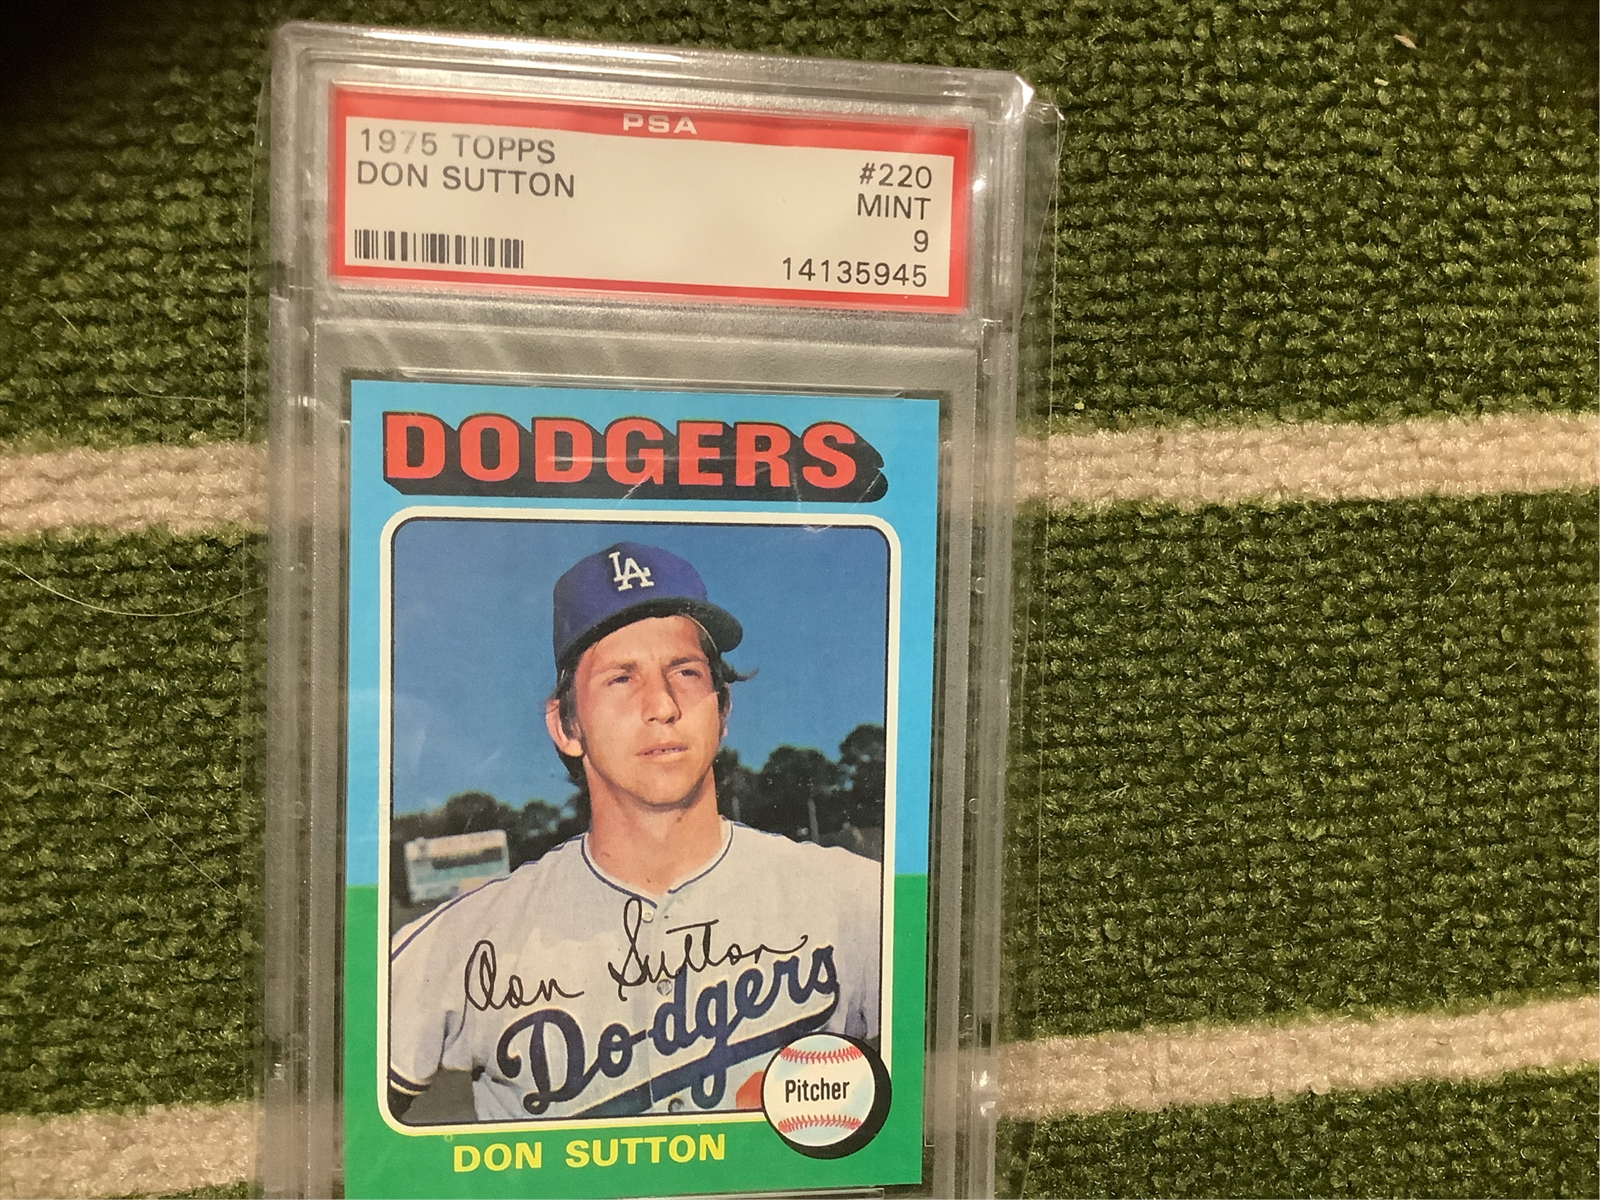 PSA
1975 TOPPS
DON SUTTON
#220
MINT
9
14135945
DODGERS
LA
Don Sutton
Dodgers
Pitcher
DON SUTTON